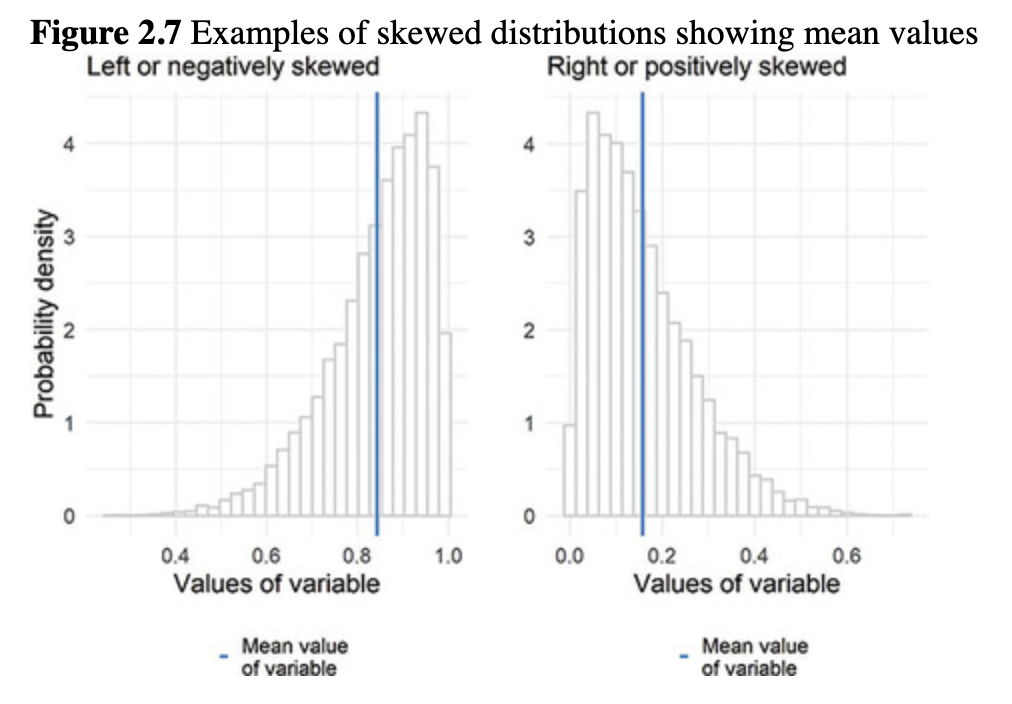 Figure 2.7 Examples of skewed distributions showing mean values
Left or negatively skewed
Probability density
4
3
2
1
0
0.4 0.6 0.8 1.0
Values of variable
Mean value
of variable
Right or positively skewed
4
3
2
1
0
0.0 0.2 0.4 0.6
Values of variable
Mean value
of variable